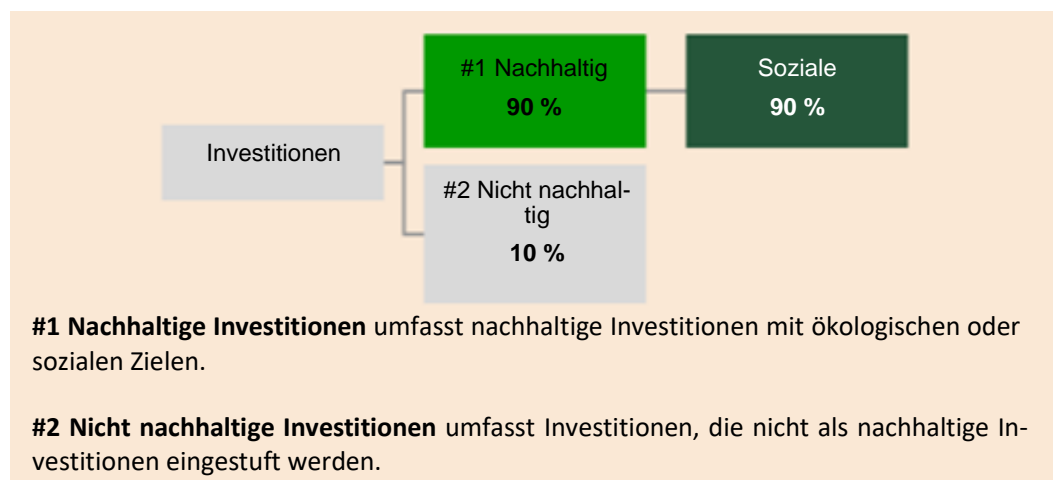 #1 Nachhaltig
90 %
Soziale
90 %
Investitionen
#2 Nicht nachhal-
tig
10 %
#1 Nachhaltige Investitionen umfasst nachhaltige Investitionen mit ökologischen oder
sozialen Zielen.
#2 Nicht nachhaltige Investitionen umfasst Investitionen, die nicht als nachhaltige In-
vestitionen eingestuft werden.